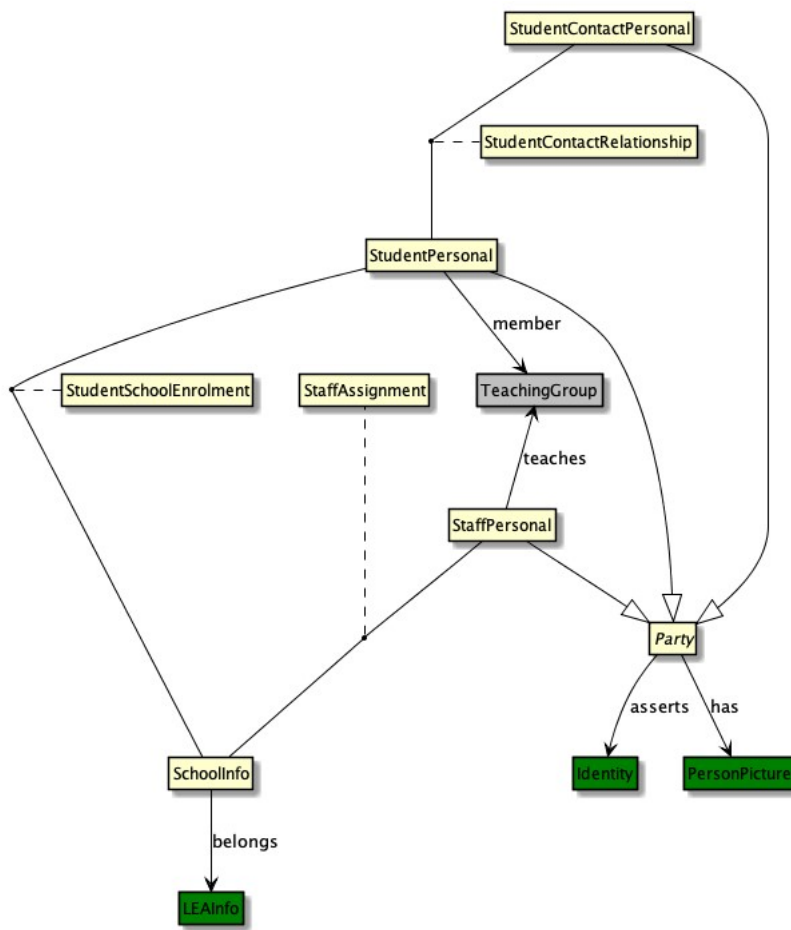 StudentContactPersonal
StudentContactRelationship
StudentPersonal
member
StudentSchoolEnrolment
StaffAssignment
TeachingGroup
teaches
StaffPersonal
Party
asserts
has
SchoolInfo
Identity
PersonPicture
belongs
LEAInfo